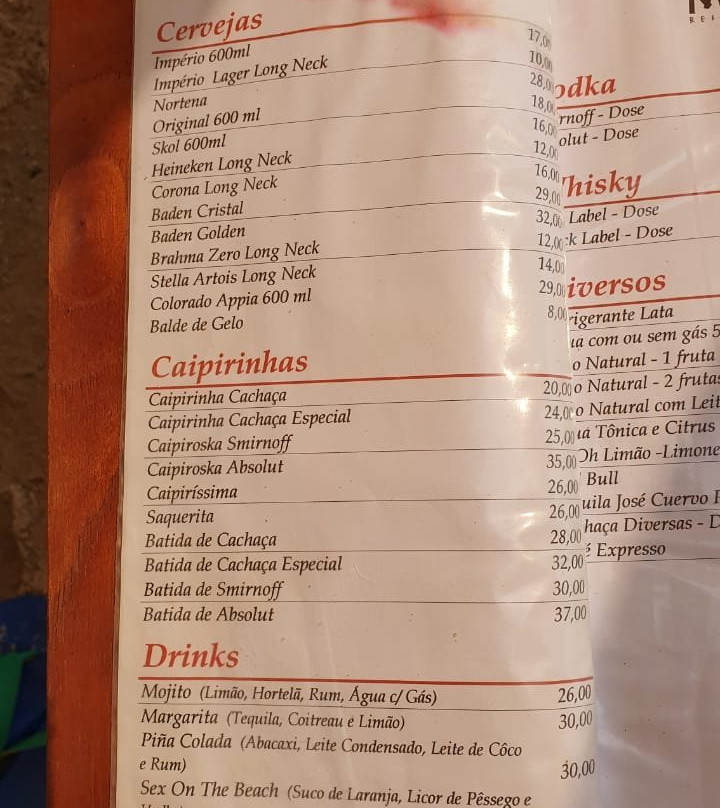 Cervejas
Império 600ml 17,00
Império Lager Long Neck 10,00
Nortena 28,00
Original 600 ml 18,00
Skol 600ml 16,00
Heineken Long Neck 12,00
Corona Long Neck 16,00
Baden Cristal 29,00
Baden Golden 32,00
Brahma Zero Long Neck 12,00
Stella Artois Long Neck 14,00
Colorado Appia 600 ml 29,00
Balde de Gelo 8,00
Caipirinhas
Caipirinha Cachaça 20,00
Caipirinha Cachaça Especial 24,00
Caipiroska Smirnoff 25,00
Caipiroska Absolut 35,00
Caipiríssima 26,00
Saquerita 26,00
Batida de Cachaça 28,00
Batida de Cachaça Especial 32,00
Batida de Smirnoff 30,00
Batida de Absolut 37,00
Drinks
Mojito (Limão, Hortelã, Rum, Água c/ Gás) 26,00
Margarita (Tequila, Coitreau e Limão) 30,00
Piña Colada (Abacaxi, Leite Condensado, Leite de Côco
e Rum) 30,00
Sex On The Beach (Suco de Laranja, Licor de Pêssego e
odka
rnoff - Dose
olut - Dose
hisky
Label - Dose
ck Label - Dose
iversos
rigerante Lata
ua com ou sem gás 5
o Natural - 1 fruta
o Natural - 2 frutas
o Natural com Leit
uá Tônica e Citrus
Oh Limão -Limone
Bull
uila José Cuervo
haça Diversas - D
é Expresso